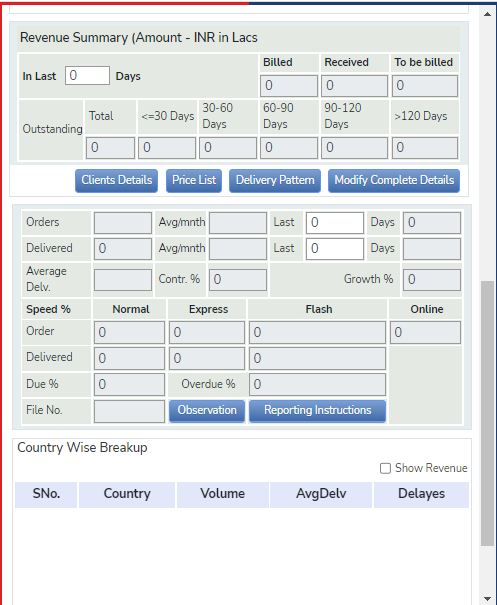 Revenue Summary (Amount - INR in Lacs
Billed Received To be billed
In Last 0 Days
0 0 0
Outstanding Total <=30 Days 30-60 Days 60-90 Days 90-120 Days >120 Days
0 0 0 0 0 0
Clients Details Price List Delivery Pattern Modify Complete Details
Orders Avg/mnth Last 0 Days 0
Delivered 0 Avg/mnth Last 0 Days 0
Average Delv. Contr. % 0 Growth % 0
Speed % Normal Express Flash Online
Order 0 0 0 0
Delivered 0 0 0
Due % 0 Overdue % 0
File No. Observation Reporting Instructions
Country Wise Breakup
Show Revenue
SNo. Country Volume AvgDelv Delayes